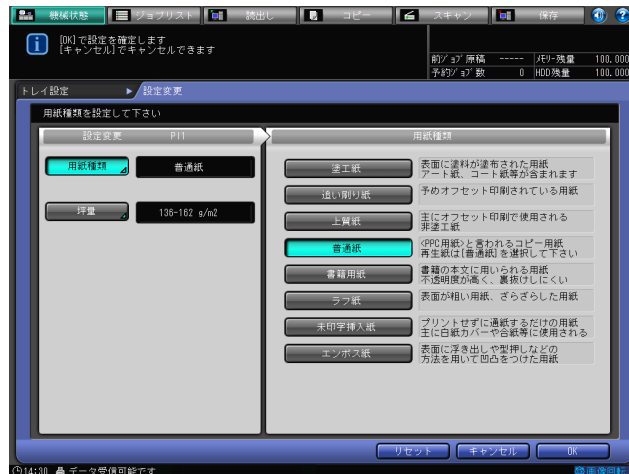 機械状態
ジョブリスト
読出し
コピー
スキャン
保存
[OK]で設定を確定します
[キャンセル]でキャンセルできます
前ジョブ原稿 ----- メモリー残量 100.000
予約ジョブ数 0 HDD残量 100.000
トレイ設定 ▶ 設定変更
用紙種類を設定して下さい
設定変更 PI1
用紙種類
用紙種類 普通紙
坪量 136-162 g/m2
塗工紙 表面に塗料が塗布された用紙
アート紙、コート紙等が含まれます
追い刷り紙 予めオフセット印刷されている用紙
上質紙 主にオフセット印刷で使用される
非塗工紙
普通紙 <PPC用紙>と言われるコピー用紙
再生紙は[普通紙]を選択して下さい
書籍用紙 書籍の本文に用いられる用紙
不透明度が高く、裏抜けしにくい
ラフ紙 表面が粗い用紙、ざらざらした用紙
未印字挿入紙 プリントせずに通紙するだけの用紙
主に白紙カバーや合紙等に使用される
エンボス紙 表面に浮き出しや型押しなどの
方法を用いて凹凸をつけた用紙
リセット キャンセル OK
14:30 データ受信可能です 画像回転